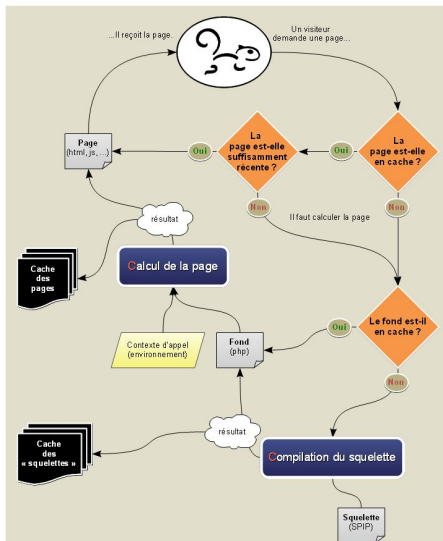 ...Il reçoit la page.
Un visiteur
demande une page...
La
page est-elle
en cache ?
Oui
Non
La
page est-elle
suffisamment
récente ?
Oui
Non
Page
(html, js, ...)
Il faut calculer la page
résultat
Cache
des
pages
Calcul de la page
Le fond est-il
en cache ?
Oui
Non
Contexte d'appel
(environnement)
Fond
(php)
résultat
Cache
des
« squelettes »
Compilation du squelette
Squelette
(SPIP)